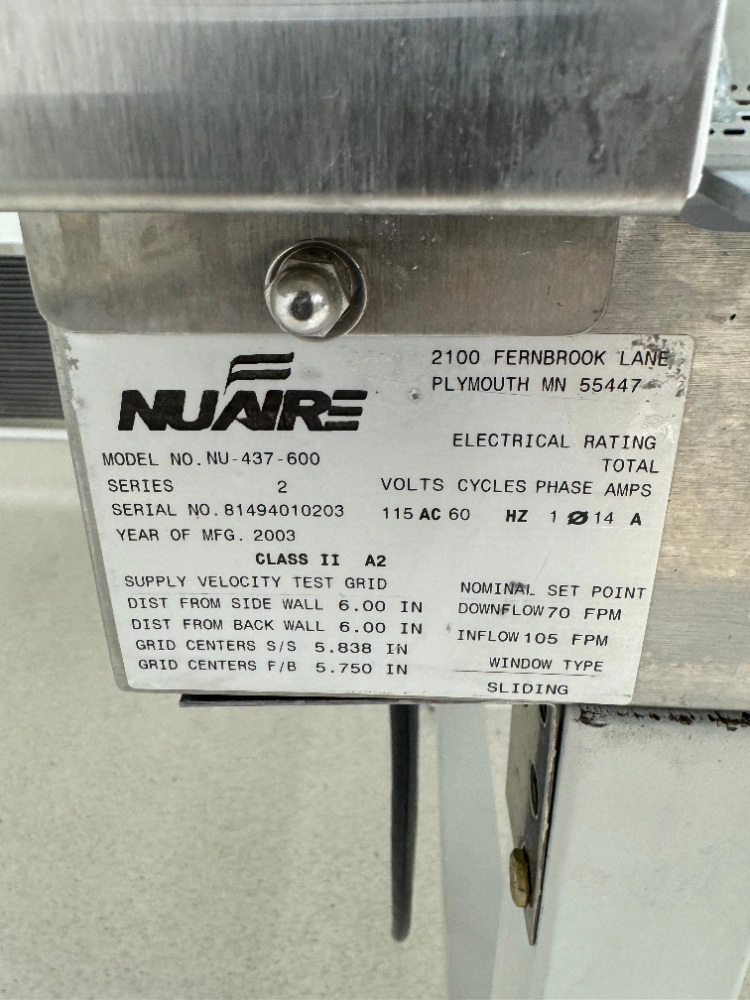 NUAIRE
2100 FERNBROOK LANE
PLYMOUTH MN 55447
ELECTRICAL RATING
TOTAL
VOLTS CYCLES PHASE AMPS
115 AC 60 HZ 1 Ø 14 A
MODEL NO. NU-437-600
SERIES 2
SERIAL NO. 81494010203
YEAR OF MFG. 2003
CLASS II A2
SUPPLY VELOCITY TEST GRID
DIST FROM SIDE WALL 6.00 IN
DIST FROM BACK WALL 6.00 IN
GRID CENTERS S/S 5.838 IN
GRID CENTERS F/B 5.750 IN
NOMINAL SET POINT
DOWNFLOW 70 FPM
INFLOW 105 FPM
WINDOW TYPE
SLIDING